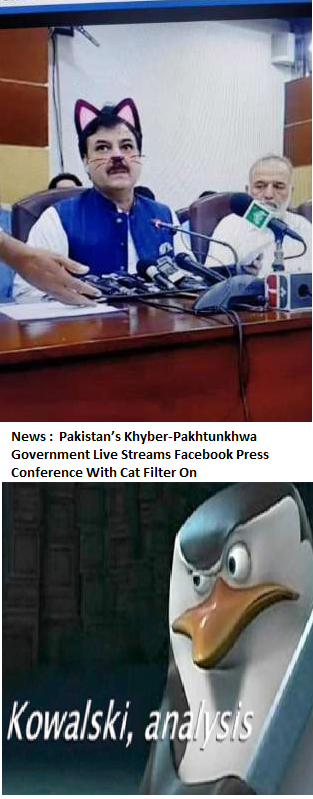 News :  Pakistan’s Khyber-Pakhtunkhwa
Government Live Streams Facebook Press
Conference With Cat Filter On
Kowalski, analysis